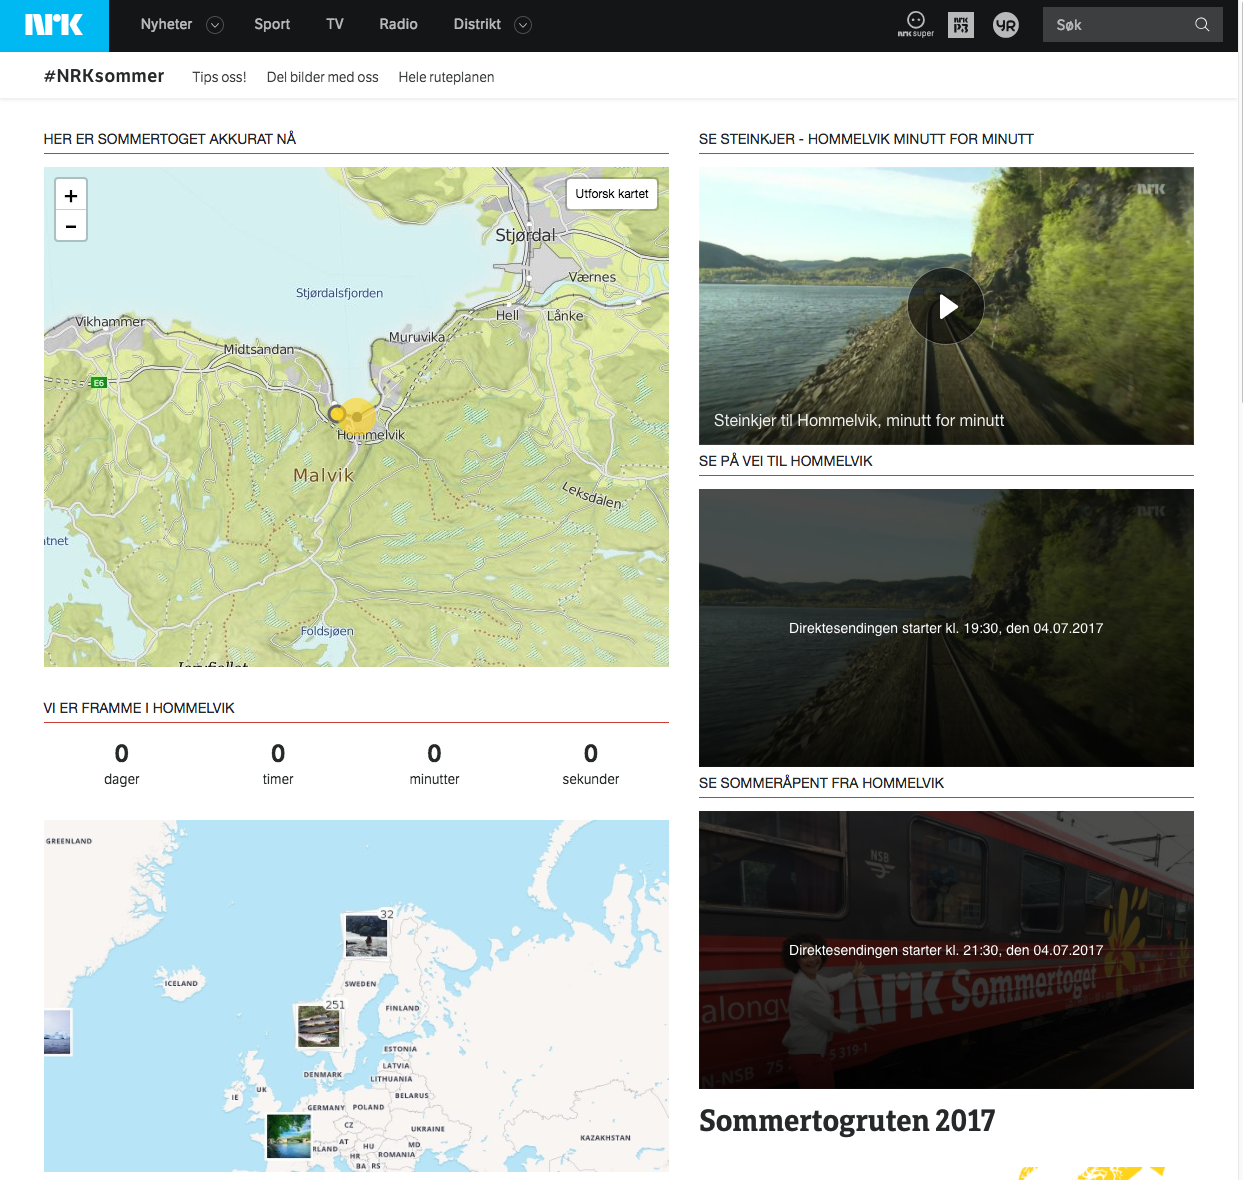 NRK
Nyheter
Sport
TV
Radio
Distrikt
nrk super
NRK P3
YR
Søk
#NRKsommer
Tips oss!
Del bilder med oss
Hele ruteplanen
HER ER SOMMERTOGET AKKURAT NÅ
+
-
Utforsk kartet
Stjørdal
Værnes
Stjørdalsfjorden
Hell
Lånke
Vikhammer
Muruvika
Midtsandan
E6
Hommelvik
Malvik
Leksdalen
tnet
Foldsjøen
VI ER FRAMME I HOMMELVIK
0
0
0
0
dager
timer
minutter
sekunder
GREENLAND
32
ICELAND
SWEDEN
251
FINLAND
ESTONIA
LATVIA
DENMARK
LITHUANIA
UK
IE
BELARUS
GERMANY
POLAND
CZ
UKRAINE
KAZAKHSTAN
AT
HU
MD
RLAND
HR
ROMANIA
BA
RS
SE STEINKJER - HOMMELVIK MINUTT FOR MINUTT
NRK
Steinkjer til Hommelvik, minutt for minutt
SE PÅ VEI TIL HOMMELVIK
NRK
Direktesendingen starter kl. 19:30, den 04.07.2017
SE SOMMERÅPENT FRA HOMMELVIK
NSB
Direktesendingen starter kl. 21:30, den 04.07.2017
NRK Sommertoget
alongv
75
5 319-1
N-NSB
Sommertogruten 2017